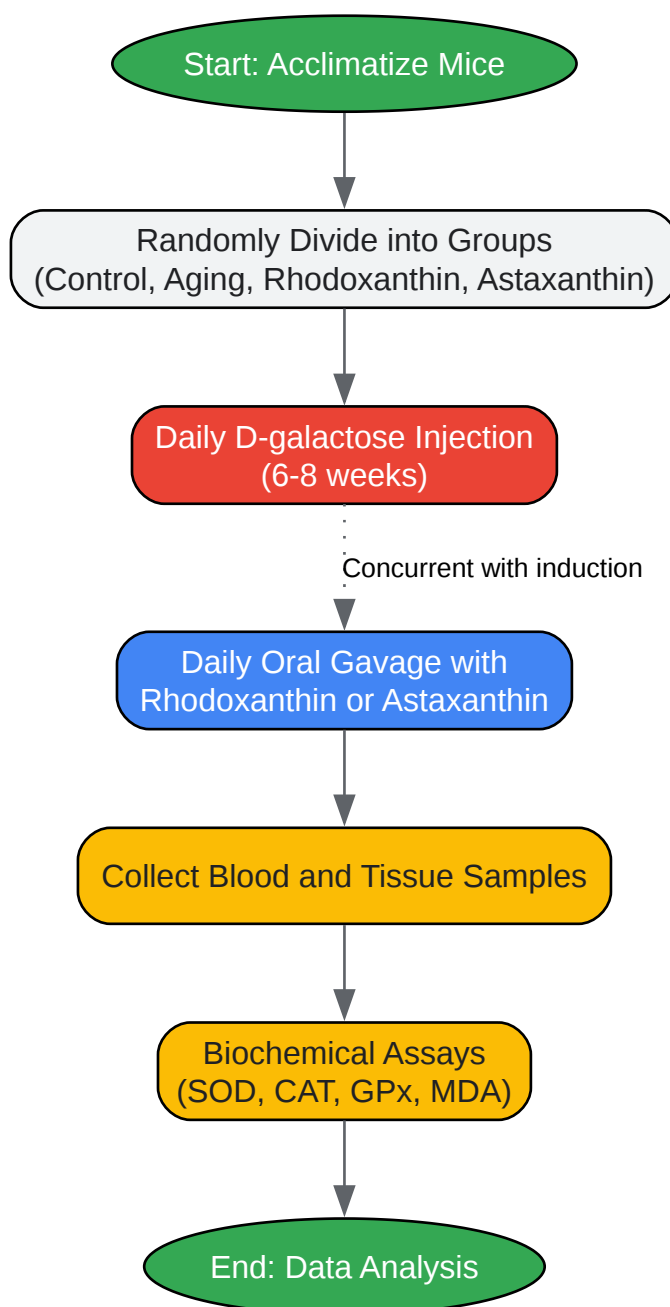 Start: Acclimatize Mice
Randomly Divide into Groups
(Control, Aging, Rhodoxanthin, Astaxanthin)
Daily D-galactose Injection
(6-8 weeks)
Concurrent with induction
Daily Oral Gavage with
Rhodoxanthin or Astaxanthin
Collect Blood and Tissue Samples
Biochemical Assays
(SOD, CAT, GPx, MDA)
End: Data Analysis